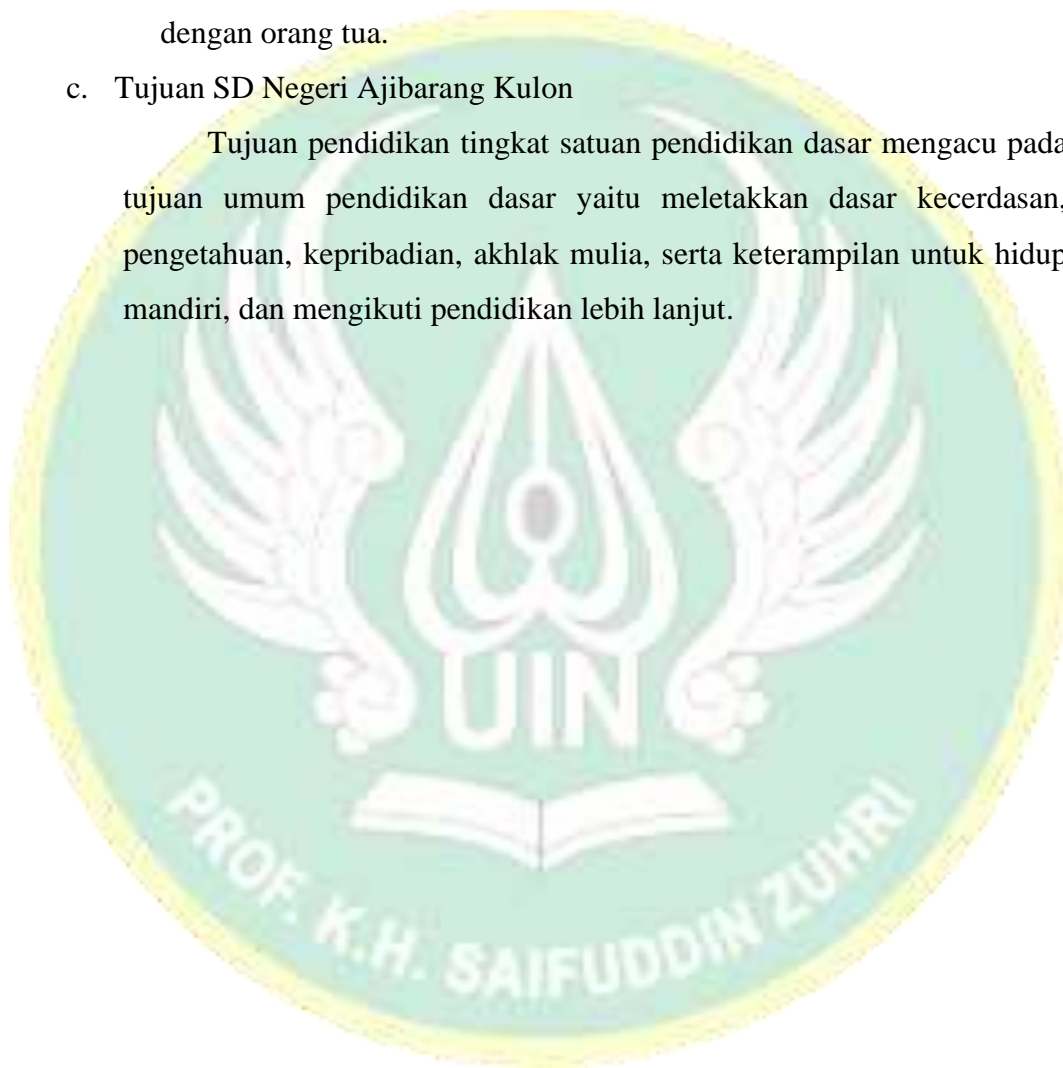 dengan orang tua.
c. Tujuan SD Negeri Ajibarang Kulon
Tujuan pendidikan tingkat satuan pendidikan dasar mengacu pada
tujuan umum pendidikan dasar yaitu meletakkan dasar kecerdasan,
pengetahuan, kepribadian, akhlak mulia, serta keterampilan untuk hidup
mandiri, dan mengikuti pendidikan lebih lanjut.
UIN
PROF. K.H. SAIFUDDIN ZUHRI